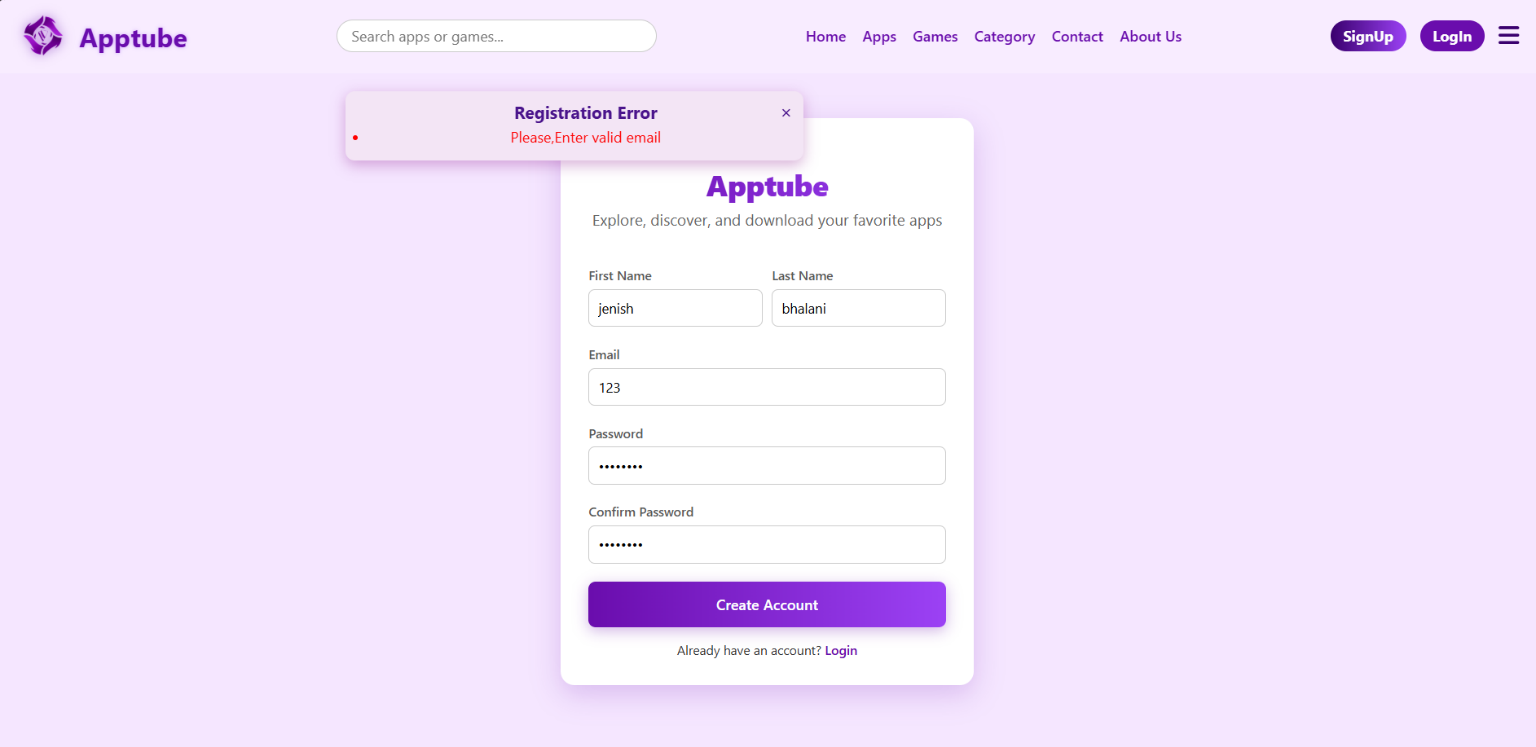 Apptube
Search apps or games...
Home Apps Games Category Contact About Us
SignUp LogIn
Registration Error ×
• Please,Enter valid email
Apptube
Explore, discover, and download your favorite apps
First Name Last Name
jenish bhalani
Email
123
Password
••••••••
Confirm Password
••••••••
Create Account
Already have an account? Login